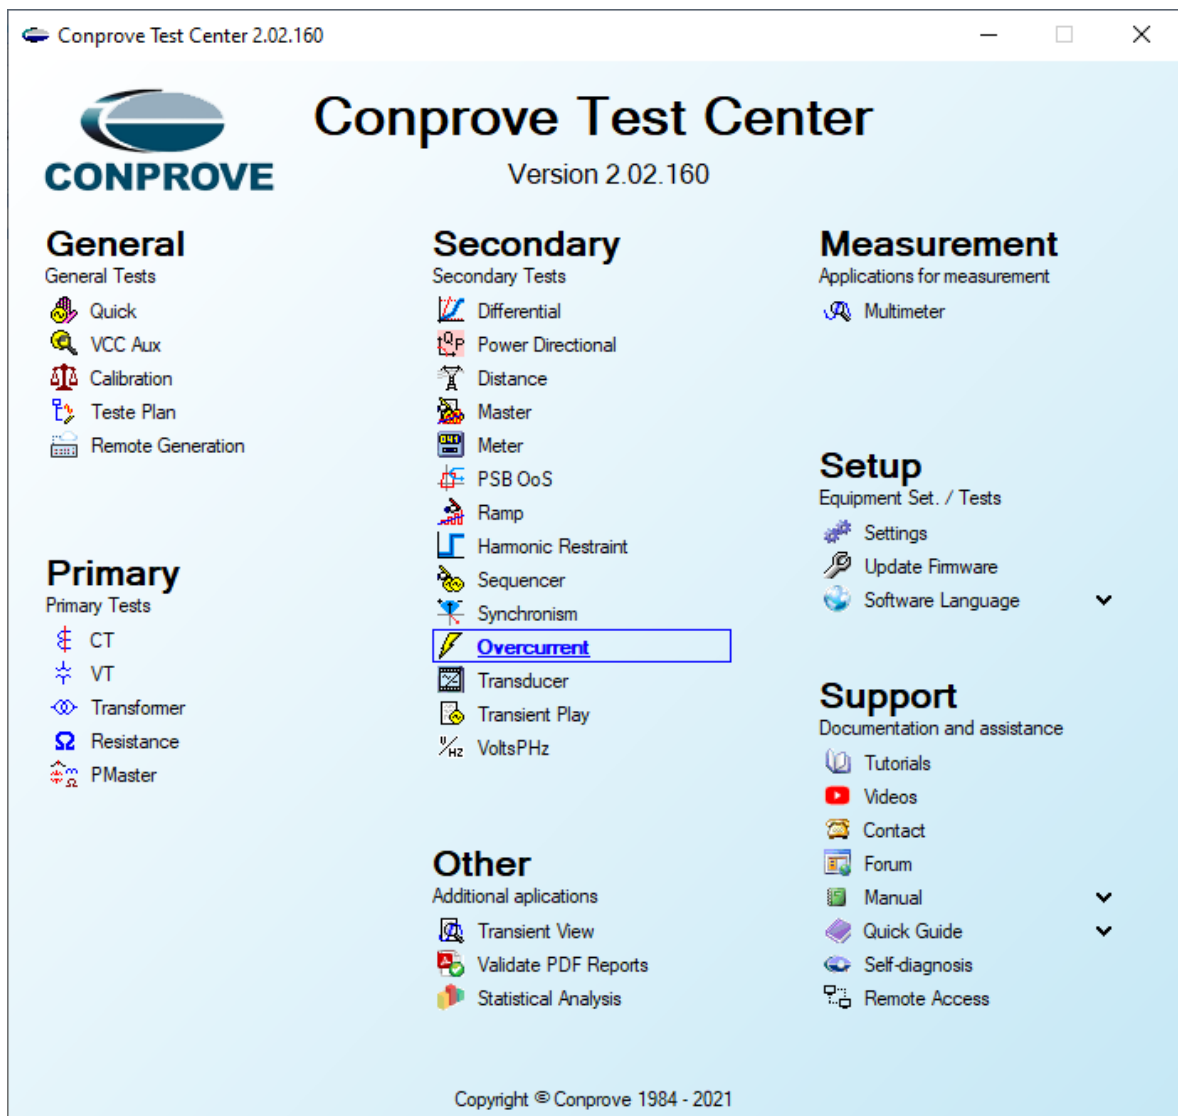 Conprove Test Center 2.02.160
CONPROVE
Conprove Test Center
Version 2.02.160
General
General Tests
Quick
VCC Aux
Calibration
Teste Plan
Remote Generation
Primary
Primary Tests
CT
VT
Transformer
Resistance
PMaster
Secondary
Secondary Tests
Differential
Power Directional
Distance
Master
Meter
PSB OoS
Ramp
Harmonic Restraint
Sequencer
Synchronism
Overcurrent
Transducer
Transient Play
VoltsPHz
Other
Additional aplications
Transient View
Validate PDF Reports
Statistical Analysis
Measurement
Applications for measurement
Multimeter
Setup
Equipment Set. / Tests
Settings
Update Firmware
Software Language
Support
Documentation and assistance
Tutorials
Videos
Contact
Forum
Manual
Quick Guide
Self-diagnosis
Remote Access
Copyright © Conprove 1984 - 2021